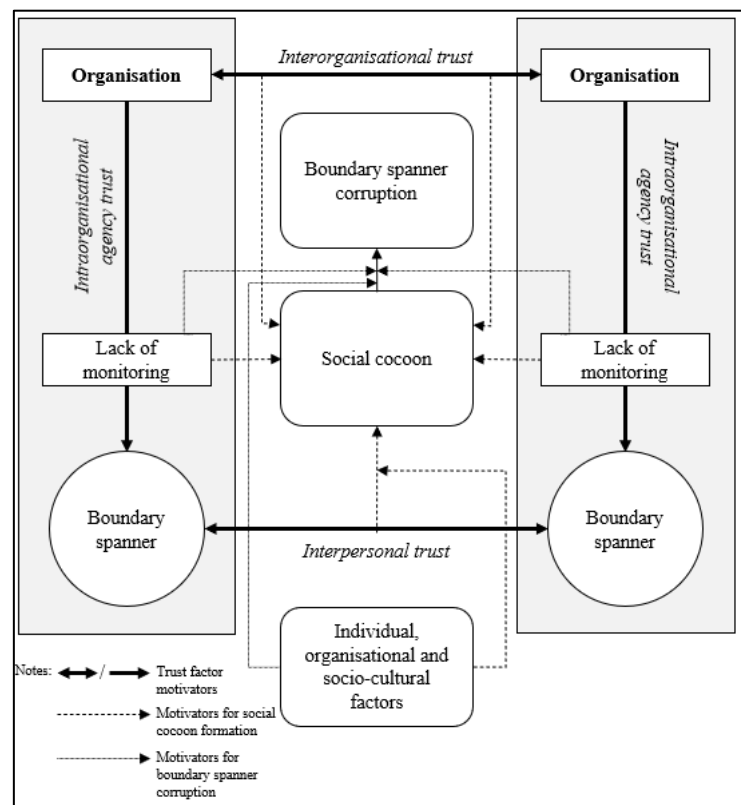 Interorganisational trust
Organisation
Organisation
Intraorganisational
agency trust
Boundary spanner
corruption
Intraorganisational
agency trust
Lack of
monitoring
Social cocoon
Lack of
monitoring
Boundary
spanner
Interpersonal trust
Boundary
spanner
Individual,
organisational and
socio-cultural
factors
Notes: / Trust factor
motivators
Motivators for social
cocoon formation
Motivators for
boundary spanner
corruption